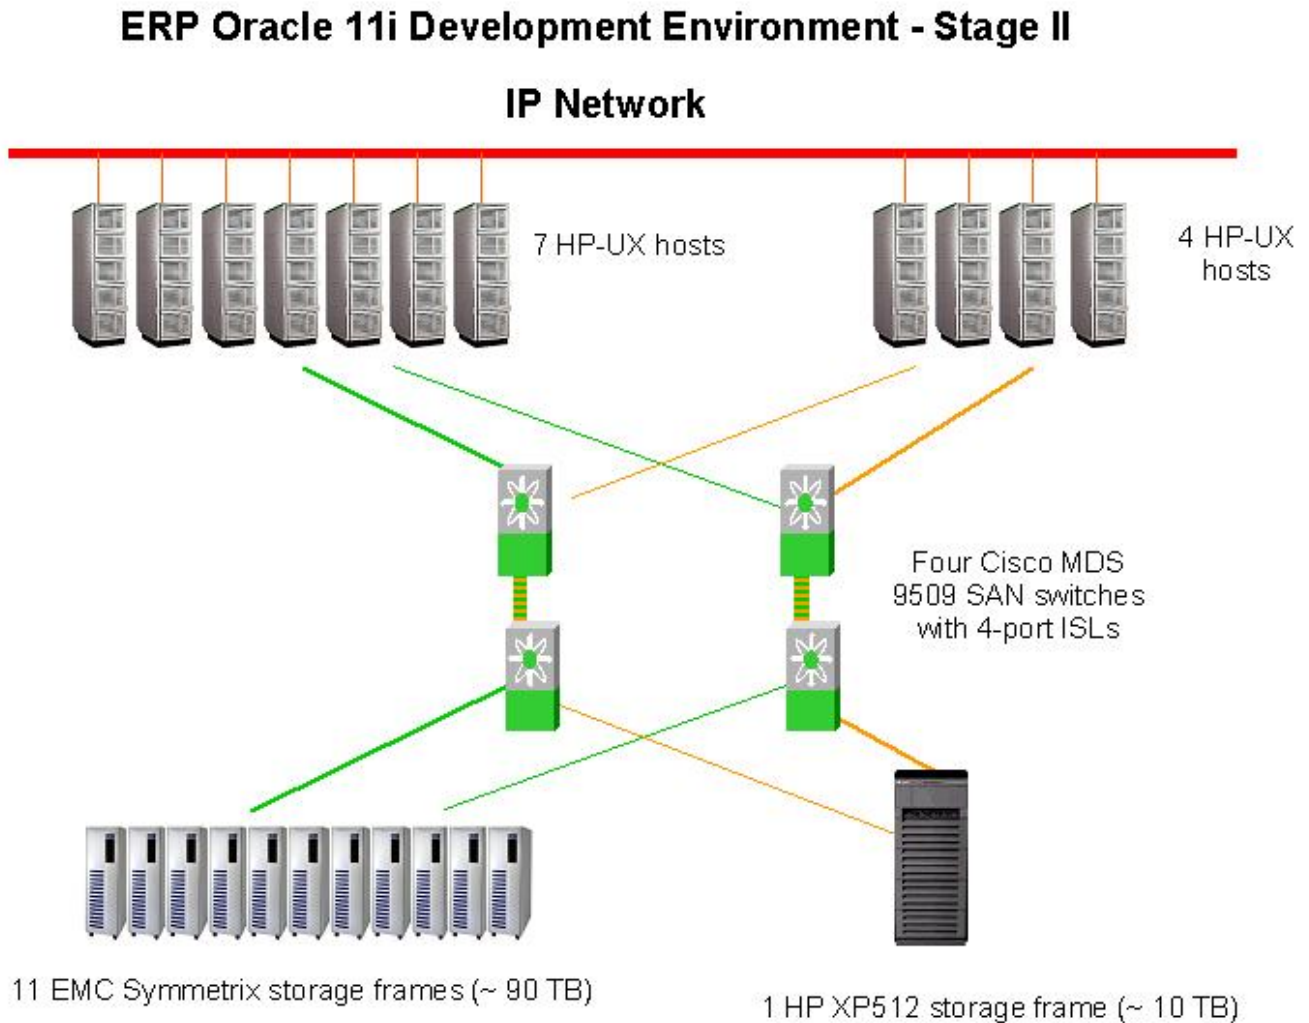 ERP Oracle 11i Development Environment - Stage II
IP Network
7 HP-UX hosts
4 HP-UX
hosts
Four Cisco MDS
9509 SAN switches
with 4-port ISLs
11 EMC Symmetrix storage frames (~ 90 TB)
1 HP XP512 storage frame (~ 10 TB)